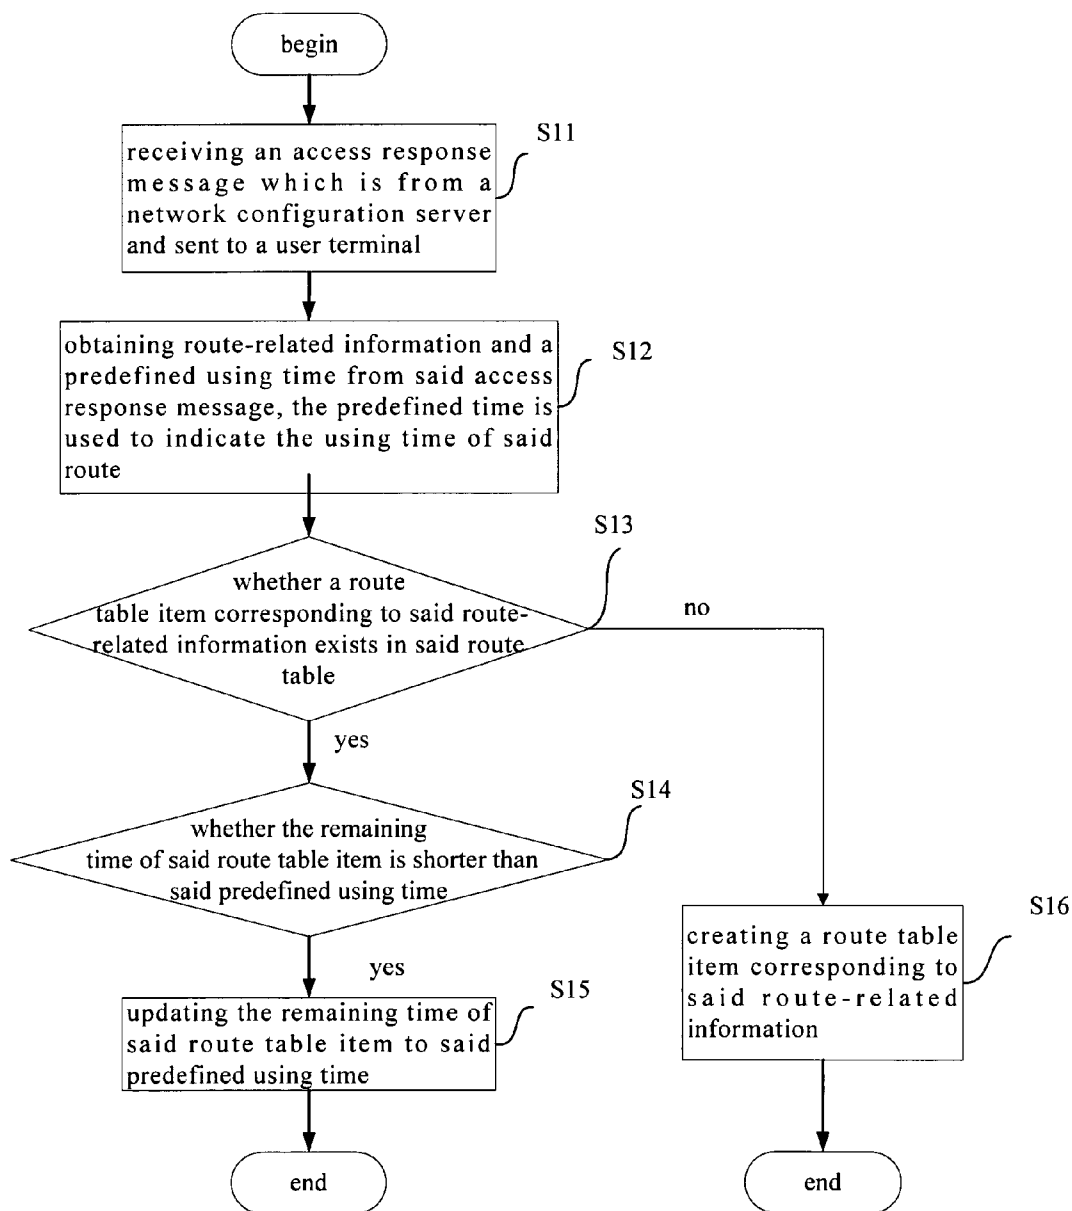 begin
S11
receiving an access response
message which is from a
network configuration server
and sent to a user terminal
S12
obtaining route-related information and a
predefined using time from said access
response message, the predefined time is
used to indicate the using time of said
route
S13
whether a route
table item corresponding to said route-
related information exists in said route
table
no
yes
S14
whether the remaining
time of said route table item is shorter than
said predefined using time
S16
creating a route table
item corresponding to
said route-related
information
yes
S15
updating the remaining time of
said route table item to said
predefined using time
end
end